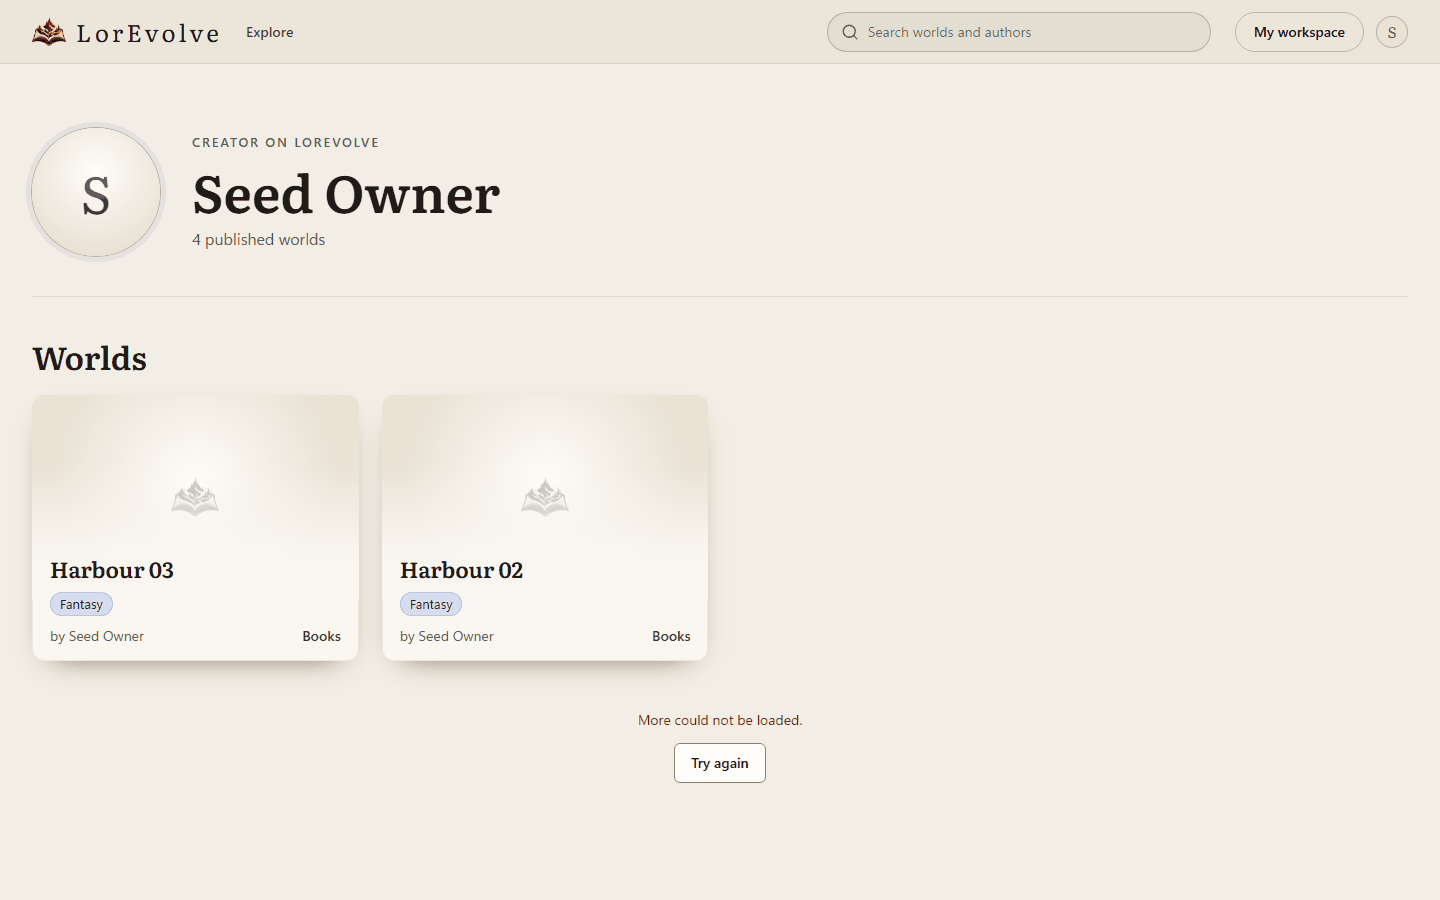 LorEvolve
Explore
Search worlds and authors
My workspace
S
S
CREATOR ON LOREVOLVE
Seed Owner
4 published worlds
Worlds
Harbour 03
Fantasy
by Seed Owner
Books
Harbour 02
Fantasy
by Seed Owner
Books
More could not be loaded.
Try again